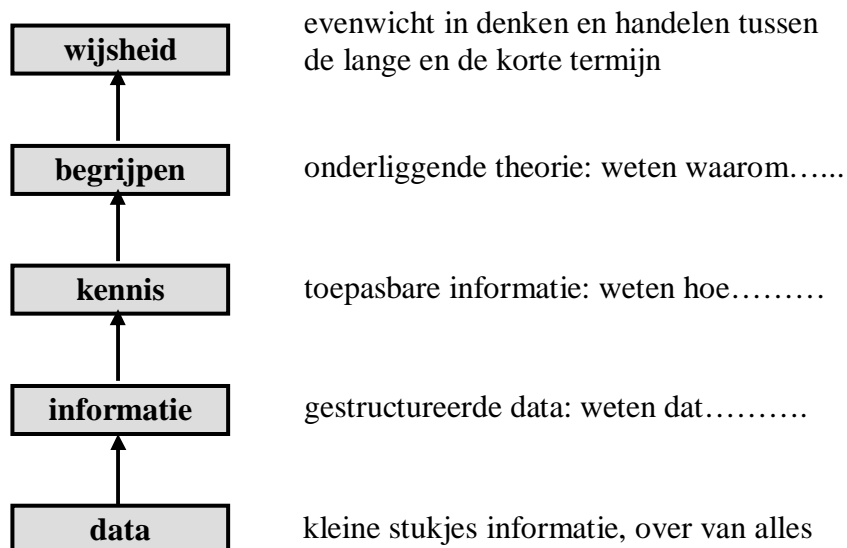 wijsheid
evenwicht in denken en handelen tussen
de lange en de korte termijn
begrijpen
onderliggende theorie: weten waarom…...
kennis
toepasbare informatie: weten hoe………
informatie
gestructureerde data: weten dat……….
data
kleine stukjes informatie, over van alles